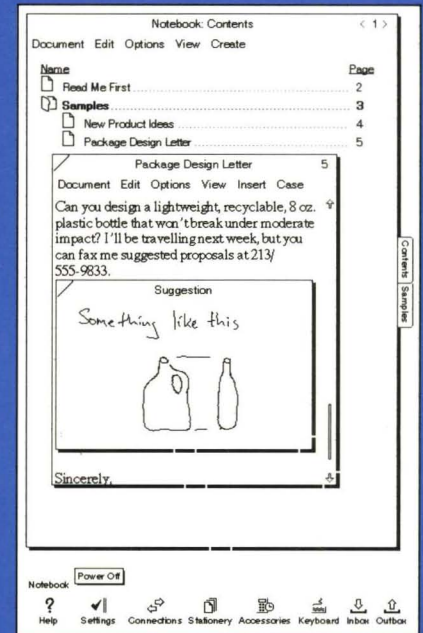 Notebook: Contents < 1 >
Document Edit Options View Create
Name Page
Read Me First 2
Samples 3
New Product Ideas 4
Package Design Letter 5
Package Design Letter 5
Document Edit Options View Insert Case
Can you design a lightweight, recyclable, 8 oz.
plastic bottle that won't break under moderate
impact? I'll be travelling next week, but you
can fax me suggested proposals at 213/
555-9833.
Suggestion
Something like this
Sincerely,
Contents
Samples
Power Off
Notebook
? Help Settings Connections Stationery Accessories Keyboard Inbox Outbox